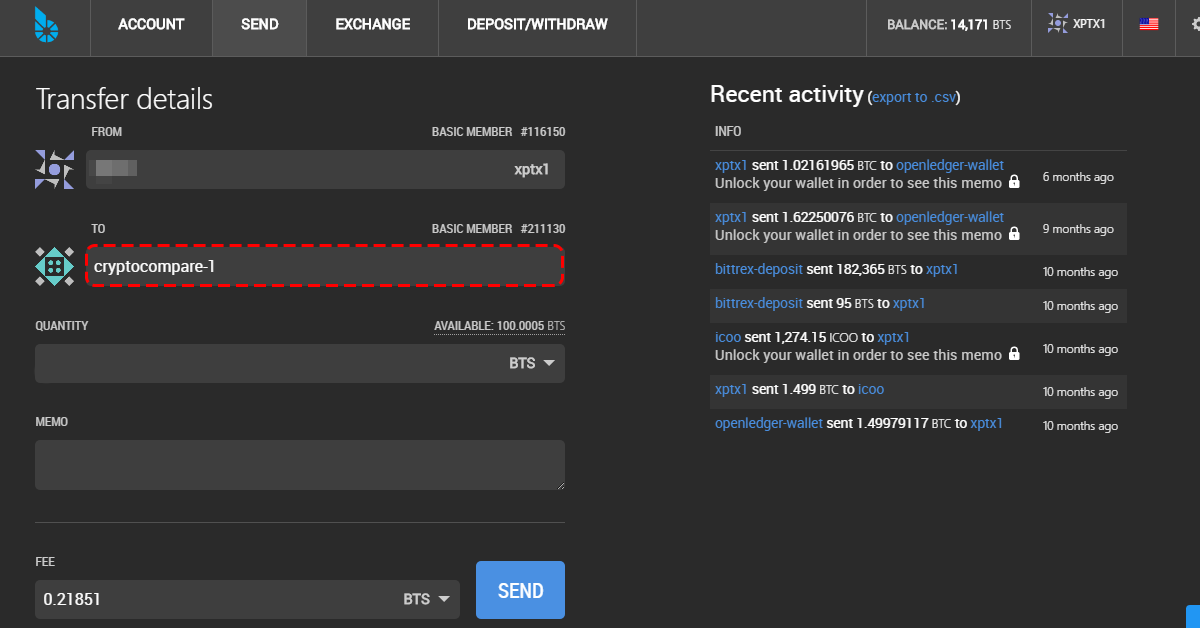 ACCOUNT SEND EXCHANGE DEPOSIT/WITHDRAW BALANCE: 14,171 BTS XPTX1
Transfer details
FROM BASIC MEMBER #116150
xptx1
TO BASIC MEMBER #211130
cryptocompare-1
QUANTITY AVAILABLE: 100.0005 BTS
BTS
MEMO
FEE
0.21851 BTS
SEND
Recent activity (export to .csv)
INFO
xptx1 sent 1.02161965 BTC to openledger-wallet
Unlock your wallet in order to see this memo
6 months ago
xptx1 sent 1.62250076 BTC to openledger-wallet
Unlock your wallet in order to see this memo
9 months ago
bittrex-deposit sent 182,365 BTS to xptx1 10 months ago
bittrex-deposit sent 95 BTS to xptx1 10 months ago
icoo sent 1,274.15 ICOO to xptx1
Unlock your wallet in order to see this memo
10 months ago
xptx1 sent 1.499 BTC to icoo 10 months ago
openledger-wallet sent 1.49979117 BTC to xptx1 10 months ago